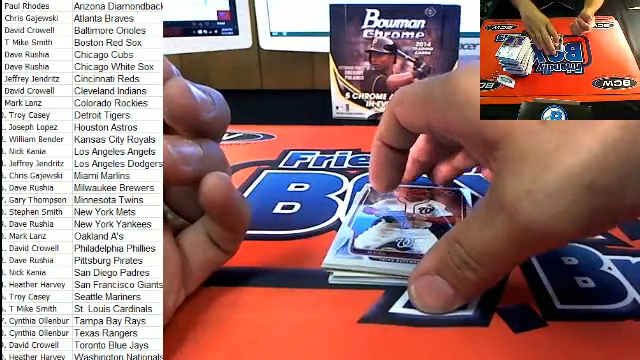 Paul Rhodes Arizona Diamondback
Chris Gajewski Atlanta Braves
David Crowell Baltimore Orioles
T Mike Smith Boston Red Sox
Dave Rushia Chicago Cubs
Dave Rushia Chicago White Sox
Jeffrey Jendritz Cincinnati Reds
David Crowell Cleveland Indians
Mark Lanz Colorado Rockies
Troy Casey Detroit Tigers
Joseph Lopez Houston Astros
William Bender Kansas City Royals
Nick Kania Los Angeles Angels
Jeffrey Jendritz Los Angeles Dodgers
Chris Gajewski Miami Marlins
Dave Rushia Milwaukee Brewers
Gary Thompson Minnesota Twins
Stephen Smith New York Mets
Dave Rushia New York Yankees
Mark Lanz Oakland A's
David Crowell Philadelphia Phillies
Dave Rushia Pittsburg Pirates
Nick Kania San Diego Padres
Heather Harvey San Francisco Giants
Troy Casey Seattle Mariners
T Mike Smith St. Louis Cardinals
Cynthia Ollenbur Tampa Bay Rays
Cynthia Ollenbur Texas Rangers
David Crowell Toronto Blue Jays
Heather Harvey Washington Nationals
Bowman
Chrome
2014
TRADING
CARDS
5 CHROME A
BCW
W